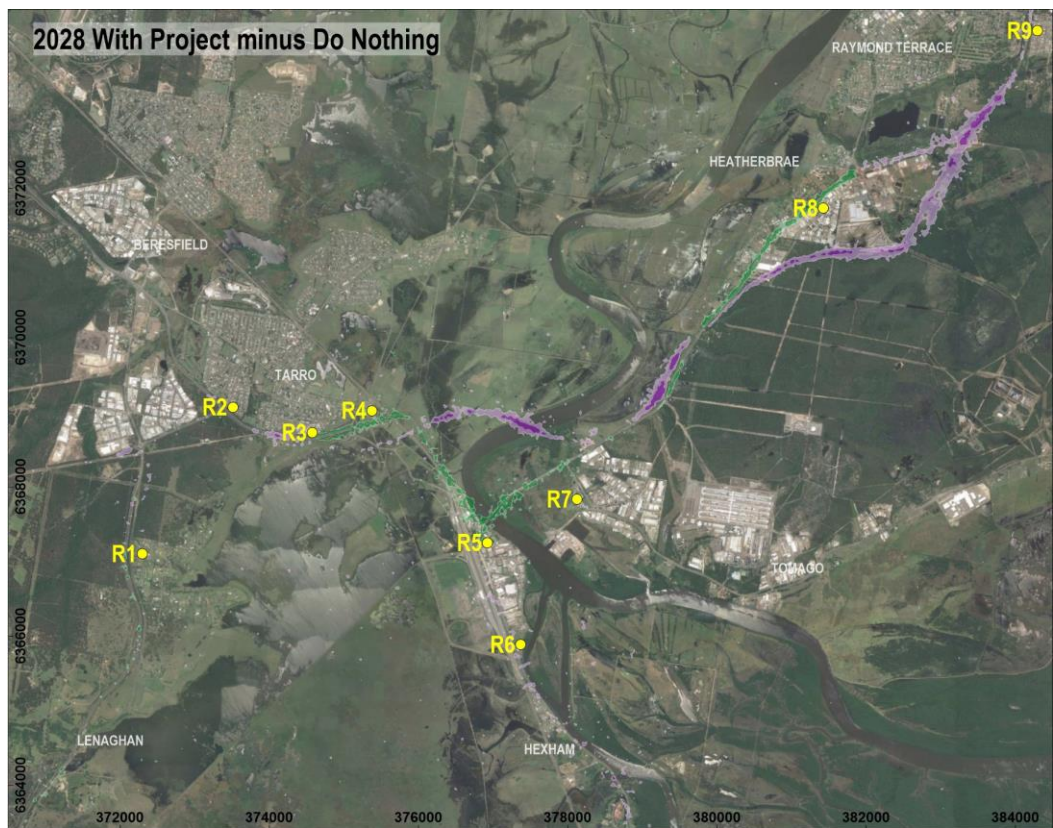 2028 With Project minus Do Nothing
R9
RAYMOND TERRACE
HEATHERBRAE
6372000
R8
BERESFIELD
6370000
TARRO
R2
R4
R3
6368000
R7
R5
R1
TOMAGO
6366000
R6
LENAGHAN
HEXHAM
6364000
372000 374000 376000 378000 380000 382000 384000